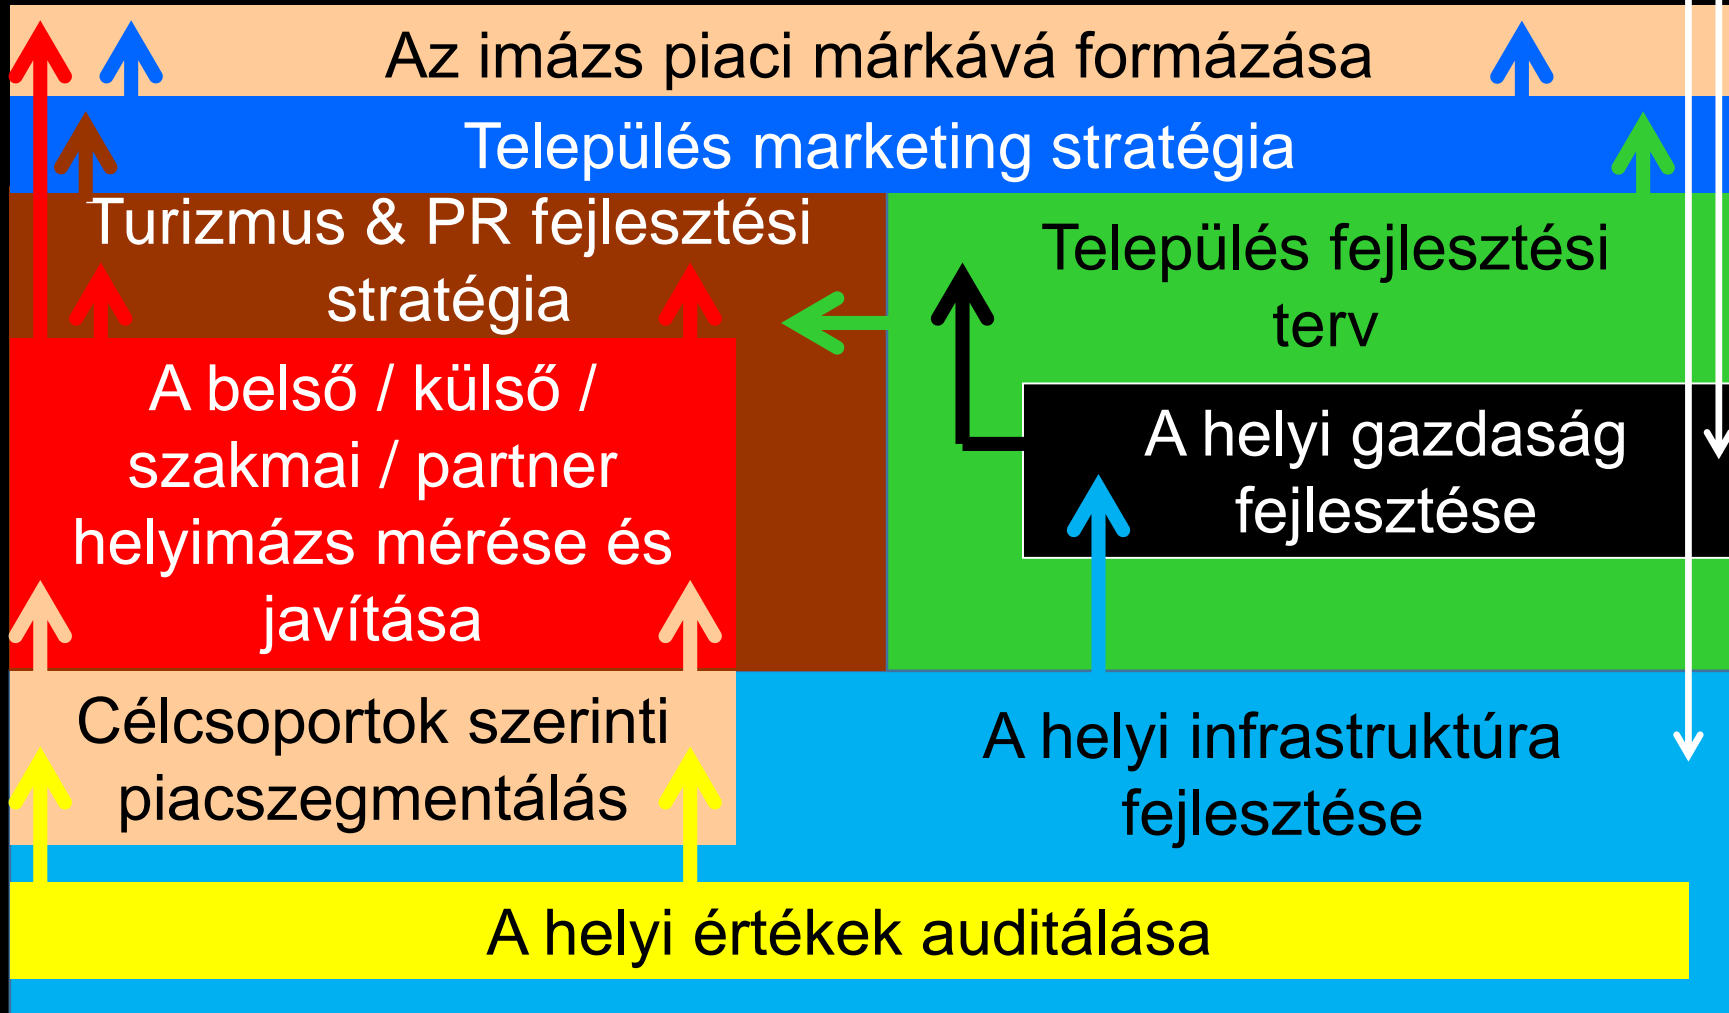 Az imázs piaci márkává formázása
Település marketing stratégia
Turizmus & PR fejlesztési
stratégia
Település fejlesztési
terv
A belső / külső /
szakmai / partner
helyimázs mérése és
javítása
A helyi gazdaság
fejlesztése
Célcsoportok szerinti
piacszegmentálás
A helyi infrastruktúra
fejlesztése
A helyi értékek auditálása